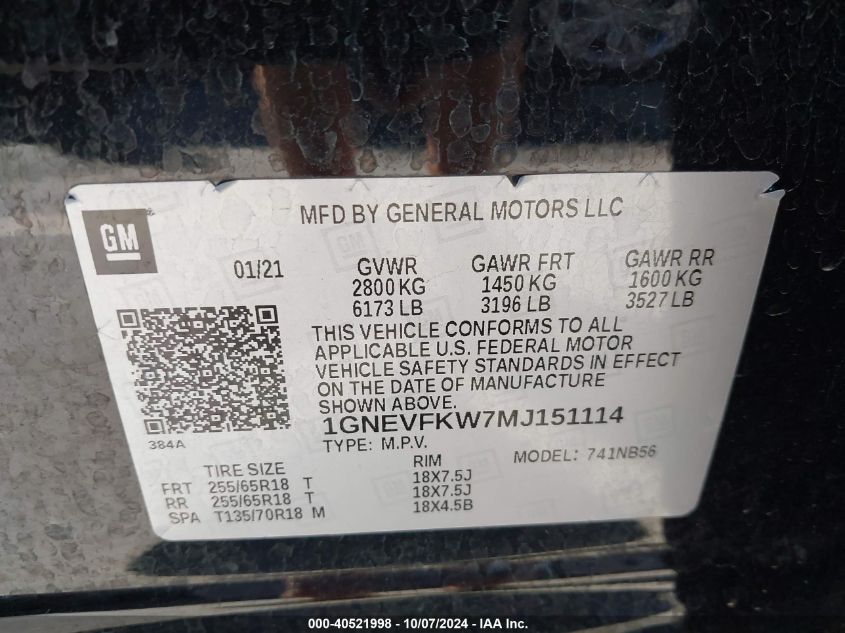 GM
MFD BY GENERAL MOTORS LLC
01/21
GVWR GAWR FRT GAWR RR
2800 KG 1450 KG 1600 KG
6173 LB 3196 LB 3527 LB
THIS VEHICLE CONFORMS TO ALL
APPLICABLE U.S. FEDERAL MOTOR
VEHICLE SAFETY STANDARDS IN EFFECT
ON THE DATE OF MANUFACTURE
SHOWN ABOVE.
1GNEVFKW7MJ151114
384A
TYPE: M.P.V.
MODEL: 741NB56
TIRE SIZE RIM
FRT 255/65R18 T 18X7.5J
RR 255/65R18 T 18X7.5J
SPA T135/70R18 M 18X4.5B
000-40521998 - 10/07/2024 - IAA Inc.